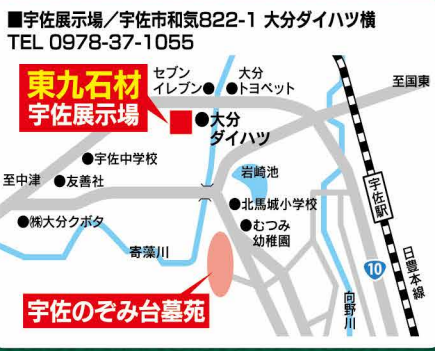 ■宇佐展示場／宇佐市和気822-1 大分ダイハツ横
TEL 0978-37-1055
東九石材
宇佐展示場
セブン
イレブン
大分
トヨペット
至国東
大分
ダイハツ
宇佐中学校
至中津
友善社
岩崎池
㈱大分クボタ
北馬城小学校
むつみ
幼稚園
寄藻川
宇佐駅
日豊本線
10
向野川
宇佐のぞみ台墓苑